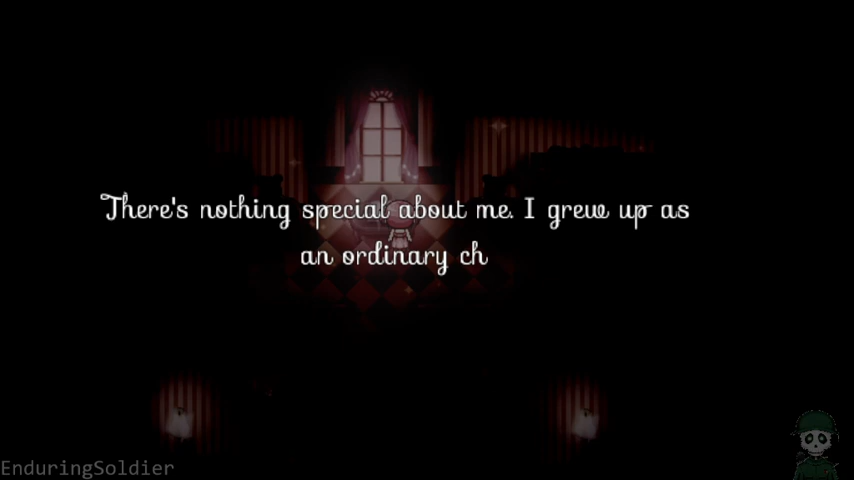 There's nothing special about me. I grew up as
an ordinary ch
EnduringSoldier